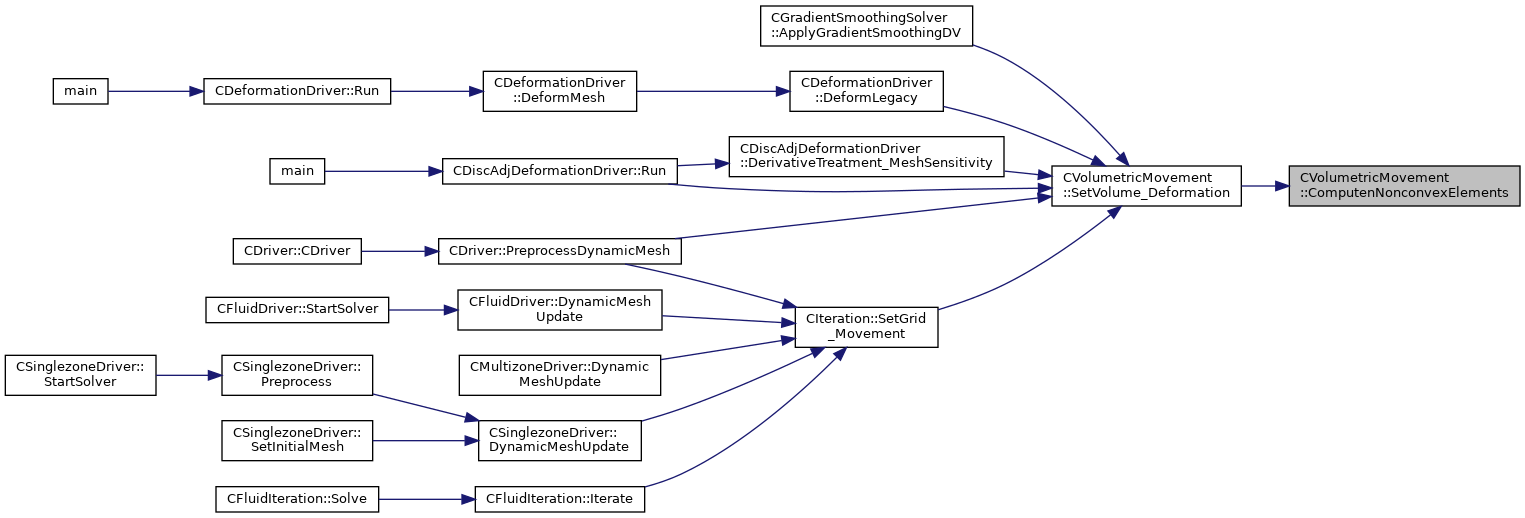 CGradientSmoothingSolver
::ApplyGradientSmoothingDV
main
CDeformationDriver::Run
CDeformationDriver
::DeformMesh
CDeformationDriver
::DeformLegacy
CDiscAdjDeformationDriver
::DerivativeTreatment_MeshSensitivity
main
CDiscAdjDeformationDriver::Run
CVolumetricMovement
::SetVolume_Deformation
CVolumetricMovement
::ComputenNonconvexElements
CDriver::CDriver
CDriver::PreprocessDynamicMesh
CFluidDriver::StartSolver
CFluidDriver::DynamicMesh
Update
CIteration::SetGrid
_Movement
CSinglezoneDriver::
StartSolver
CSinglezoneDriver::
Preprocess
CMultizoneDriver::Dynamic
MeshUpdate
CSinglezoneDriver::
SetInitialMesh
CSinglezoneDriver::
DynamicMeshUpdate
CFluidIteration::Solve
CFluidIteration::Iterate